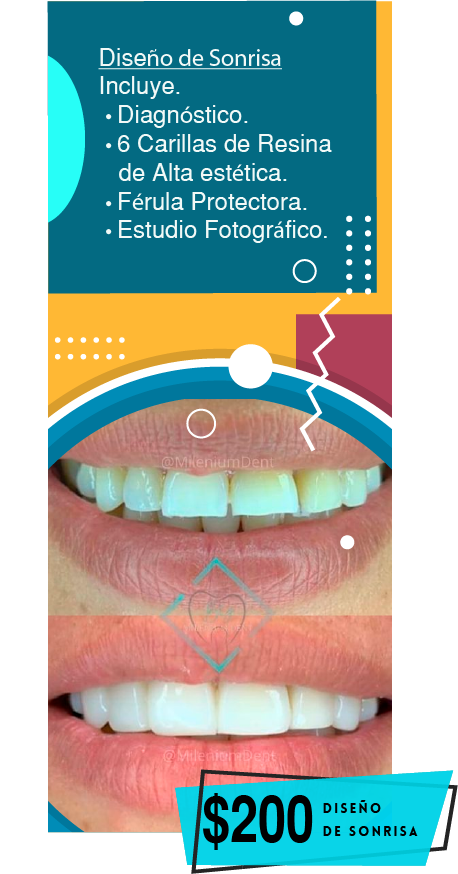 Diseño de Sonrisa
Incluye.
• Diagnóstico.
• 6 Carillas de Resina
de Alta estética.
• Férula Protectora.
• Estudio Fotográfico.
@MileniumDent
@MileniumDent
$200 DISEÑO
DE SONRISA